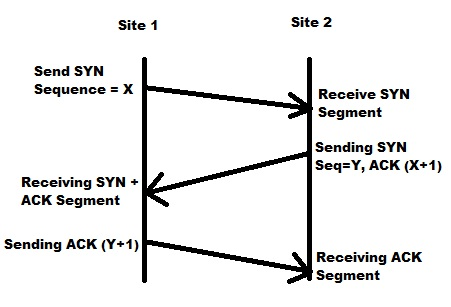 Site 1
Site 2
Send SYN
Sequence = X
Receive SYN
Segment
Sending SYN
Seq=Y, ACK (X+1)
Receiving SYN +
ACK Segment
Sending ACK (Y+1)
Receiving ACK
Segment